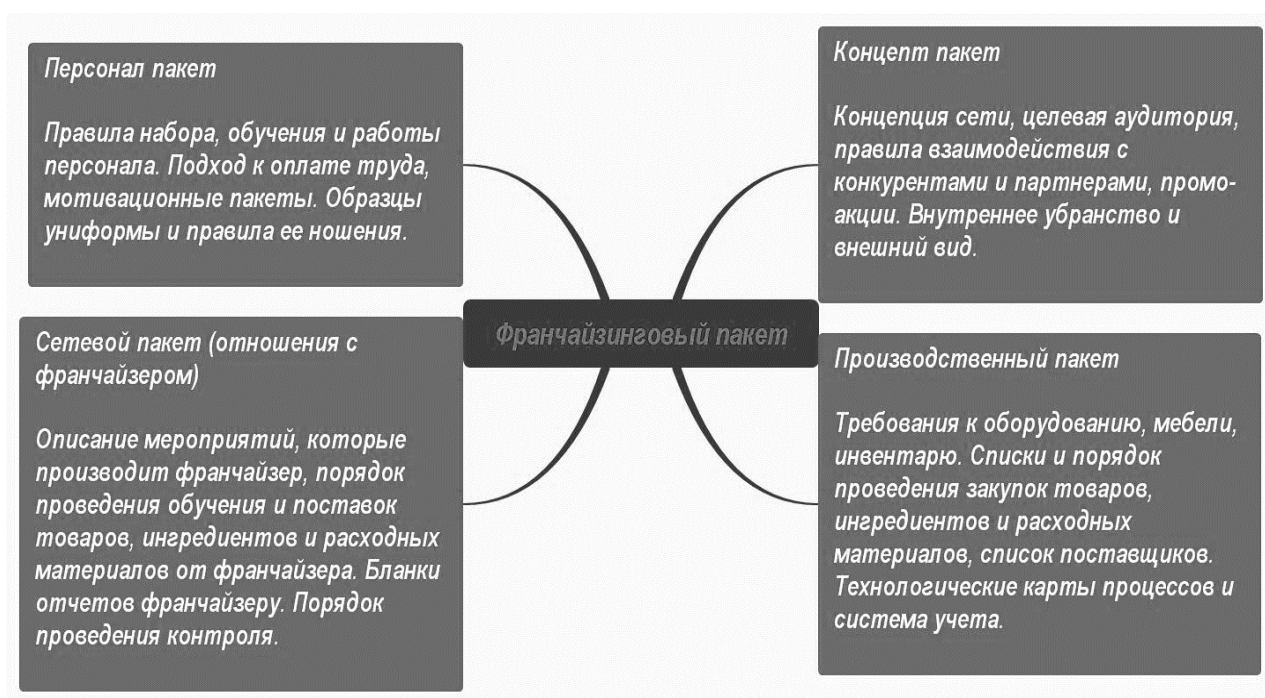 Персонал пакет
Правила набора, обучения и работы
персонала. Подход к оплате труда,
мотивационные пакеты. Образцы
униформы и правила ее ношения.
Концепт пакет
Концепция сети, целевая аудитория,
правила взаимодействия с
конкурентами и партнерами, промо-
акции. Внутреннее убранство и
внешний вид.
Франчайзинговый пакет
Сетевой пакет (отношения с
франчайзером)
Описание мероприятий, которые
производит франчайзер, порядок
проведения обучения и поставок
товаров, ингредиентов и расходных
материалов от франчайзера. Бланки
отчетов франчайзеру. Порядок
проведения контроля.
Производственный пакет
Требования к оборудованию, мебели,
инвентарю. Списки и порядок
проведения закупок товаров,
ингредиентов и расходных
материалов, список поставщиков.
Технологические карты процессов и
система учета.